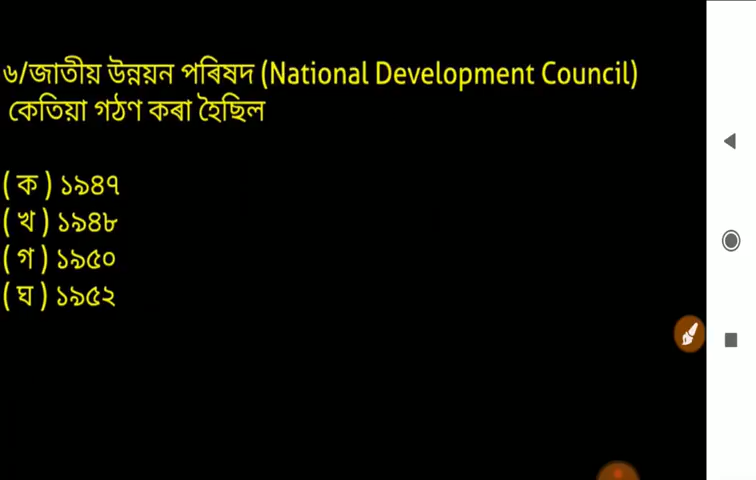 ৬/জাতীয় উন্নয়ন পৰিষদ (National Development Council)
কেতিয়া গঠণ কৰা হৈছিল
( ক ) ১৯৪৭
( খ ) ১৯৪৮
( গ ) ১৯৫০
( ঘ ) ১৯৫২